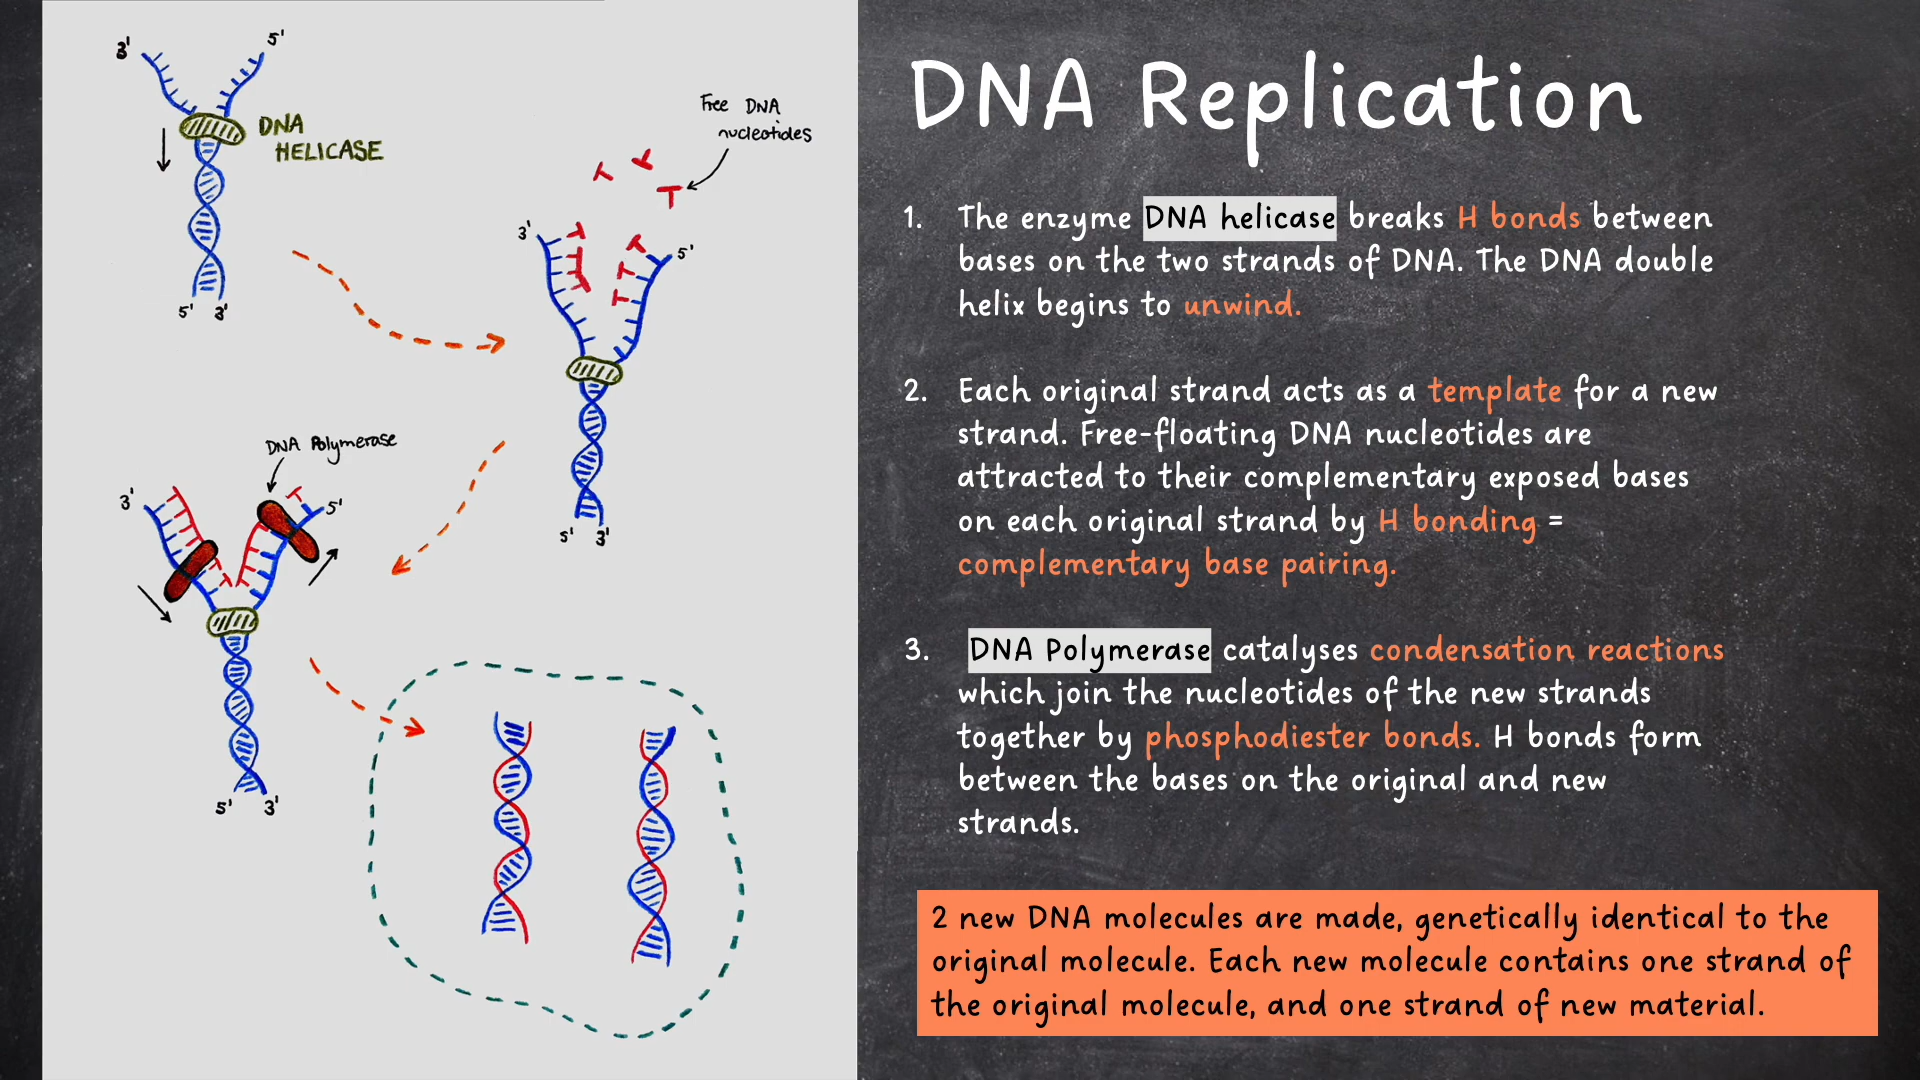 DNA Replication
1. The enzyme DNA helicase breaks H bonds between
bases on the two strands of DNA. The DNA double
helix begins to unwind.
2. Each original strand acts as a template for a new
strand. Free-floating DNA nucleotides are
attracted to their complementary exposed bases
on each original strand by H bonding =
complementary base pairing.
3. DNA Polymerase catalyses condensation reactions
which join the nucleotides of the new strands
together by phosphodiester bonds. H bonds form
between the bases on the original and new
strands.
2 new DNA molecules are made, genetically identical to the
original molecule. Each new molecule contains one strand of
the original molecule, and one strand of new material.
3' 5'
DNA
HELICASE
5' 3'
Free DNA
nucleotides
3' 5'
5' 3'
DNA Polymerase
3' 5'
5' 3'